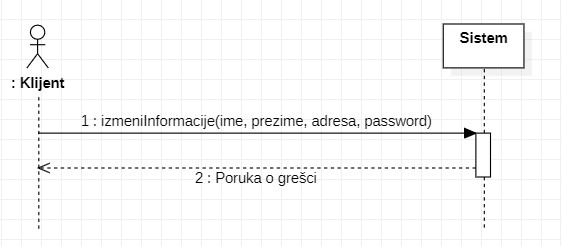 Sistem
: Klijent
1 : izmeniInformacije(ime, prezime, adresa, password)
2 : Poruka o grešci